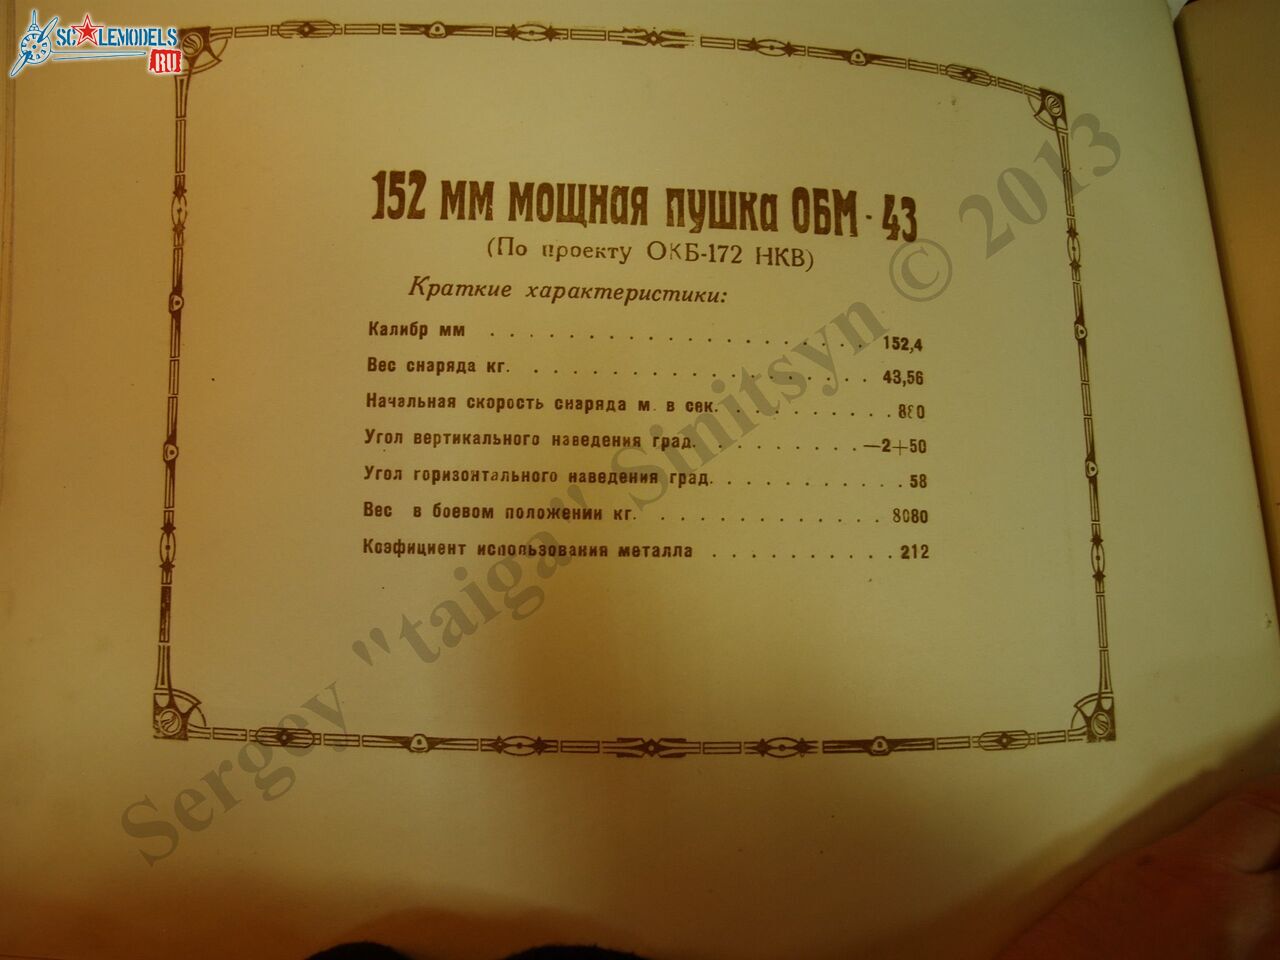 SCALEMODELS
RU
152 мм мощная пушка ОБМ - 43
(По проекту ОКБ-172 НКВ)
Краткие характеристики:
Калибр мм . . . . . . . . . . . . . . . . . . 152,4
Вес снаряда кг. . . . . . . . . . . . . . . . . 43,56
Начальная скорость снаряда м. в сек. . . . . . . . . 880
Угол вертикального наведения град. . . . . . . . . —2+50
Угол горизонтального наведения град. . . . . . . . . . 58
Вес в боевом положении кг. . . . . . . . . . . . 8080
Коэфициент использования металла . . . . . . . . . 212
Sergey "taiga" Sinitsyn © 2013